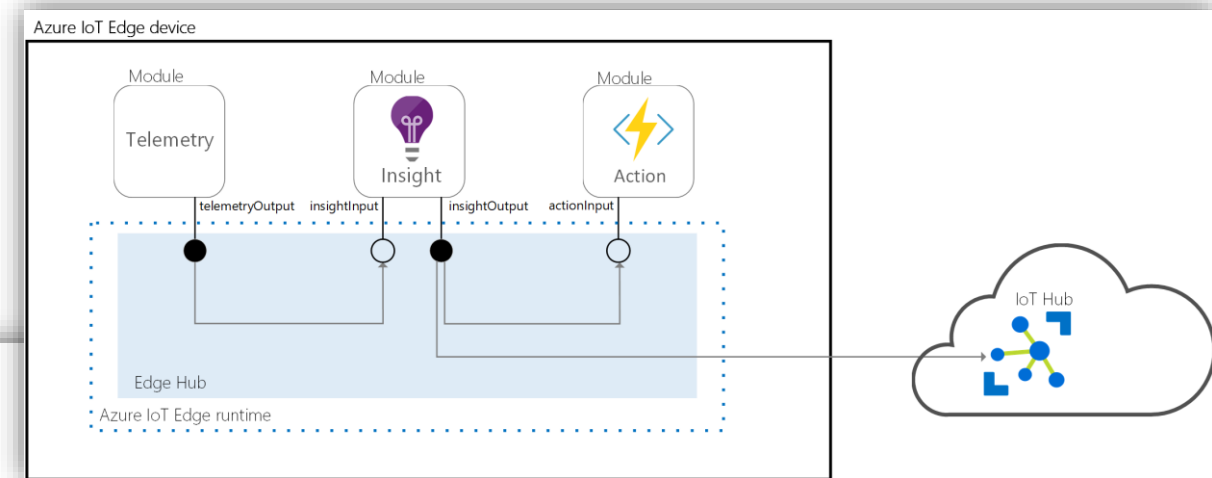 Azure IoT Edge device
Module
Module
Module
Telemetry
Insight
Action
telemetryOutput
insightInput
insightOutput
actionInput
IoT Hub
Edge Hub
Azure IoT Edge runtime